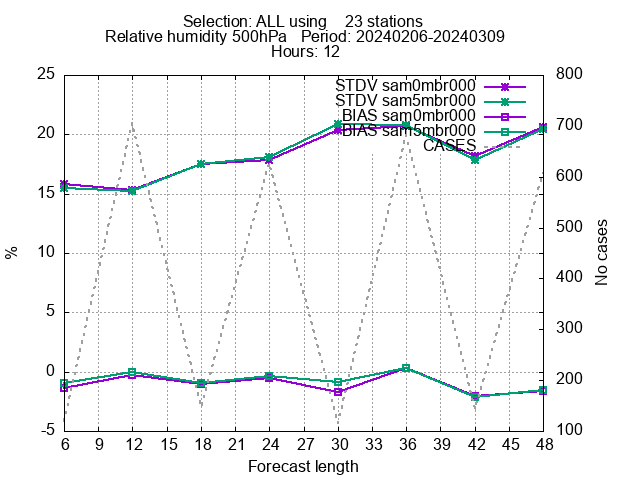 Selection: ALL using    23 stations
Relative humidity 500hPa   Period: 20240206-20240309
Hours: 12
STDV sam0mbr000
STDV sam5mbr000
BIAS sam0mbr000
BIAS sam5mbr000
CASES
25
20
15
10
5
0
-5
%
800
700
600
500
400
300
200
100
No cases
6 9 12 15 18 21 24 27 30 33 36 39 42 45 48
Forecast length